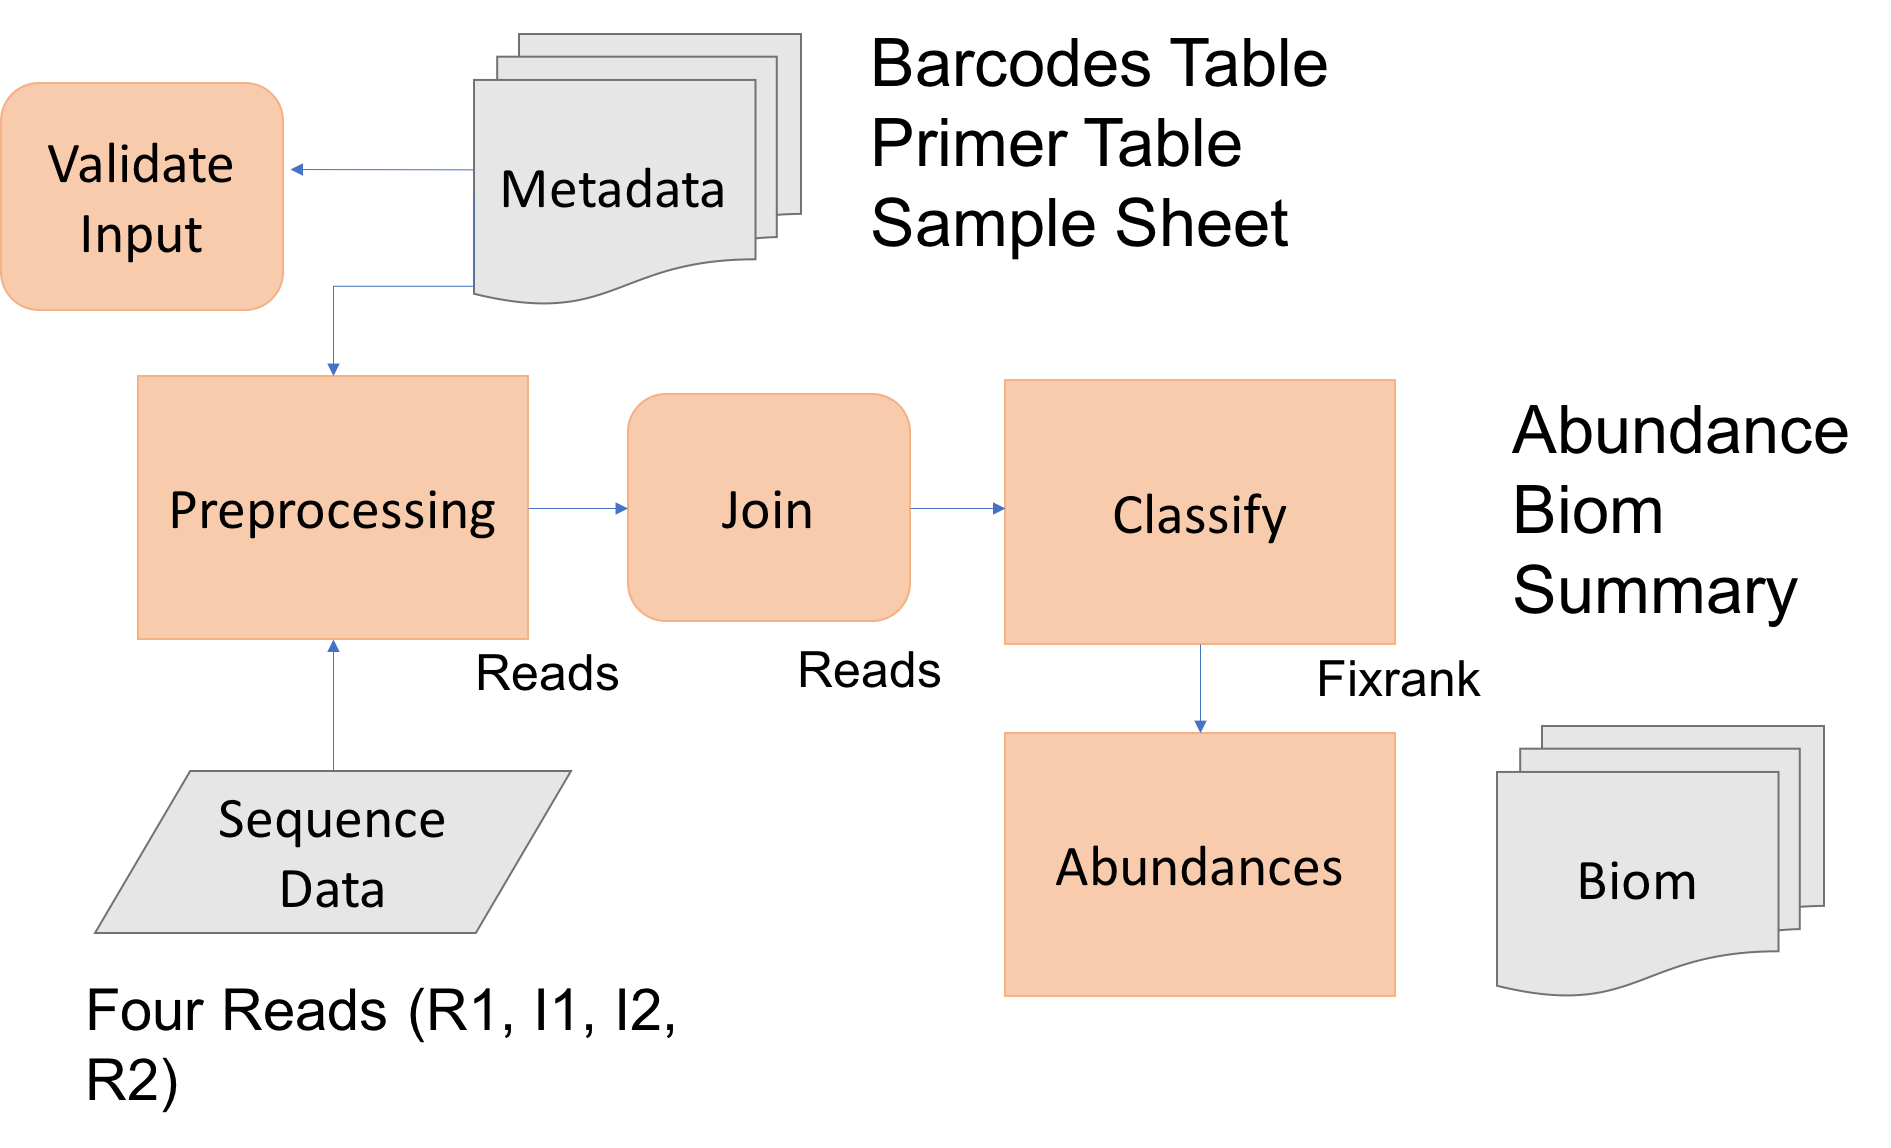 Barcodes Table
Primer Table
Sample Sheet
Validate
Input
Metadata
Preprocessing
Join
Classify
Abundance
Biom
Summary
Reads
Reads
Fixrank
Sequence
Data
Abundances
Biom
Four Reads (R1, I1, I2,
R2)